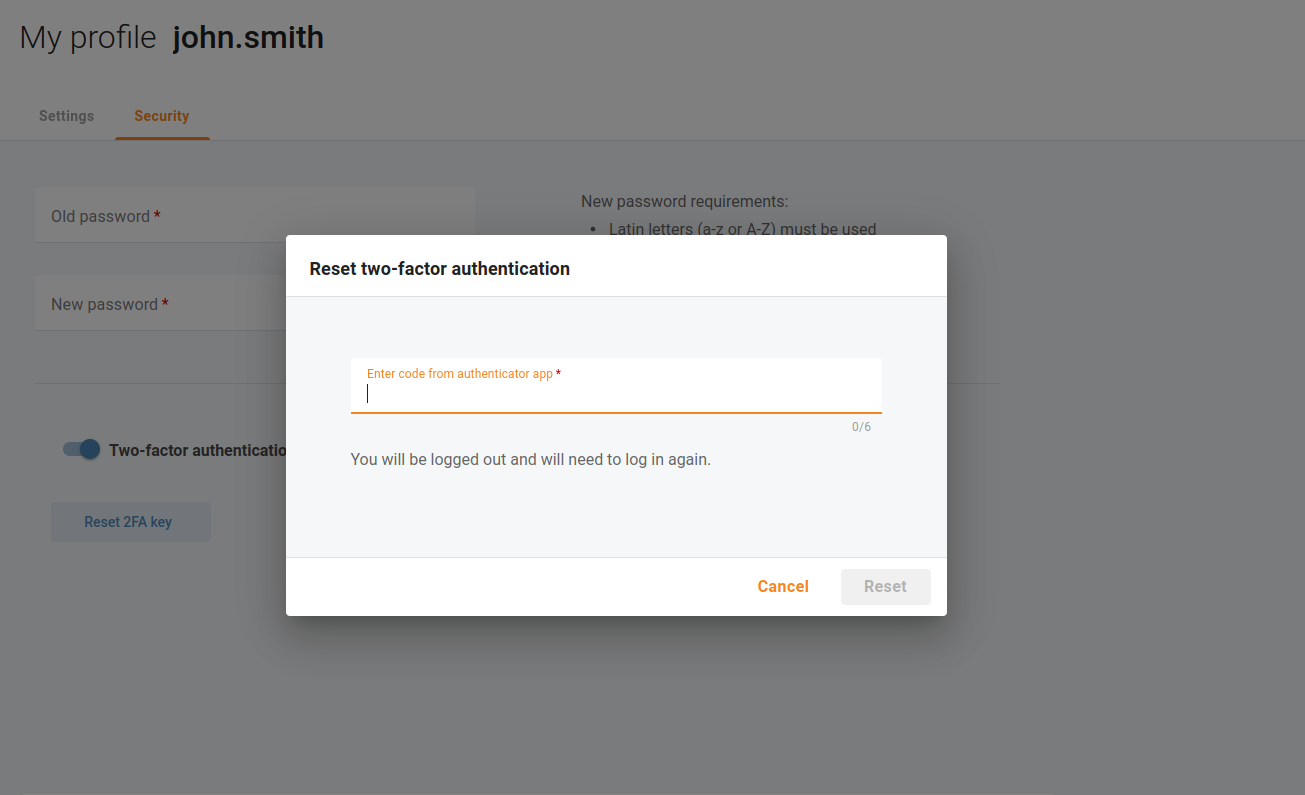 My profile john.smith
Settings Security
Old password *
New password requirements:
• Latin letters (a-z or A-Z) must be used
Reset two-factor authentication
New password *
Enter code from authenticator app *
0/6
Two-factor authenticatio
You will be logged out and will need to log in again.
Reset 2FA key
Cancel Reset